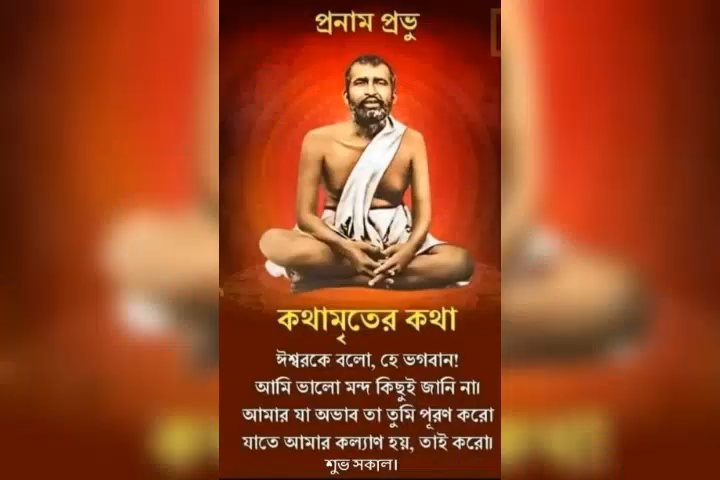 প্রনাম প্রভু
কথামৃতের কথা
ঈশ্বরকে বলো, হে ভগবান!
আমি ভালো মন্দ কিছুই জানি না।
আমার যা অভাব তা তুমি পূরণ করো
যাতে আমার কল্যাণ হয়, তাই করো।
শুভ সকাল।